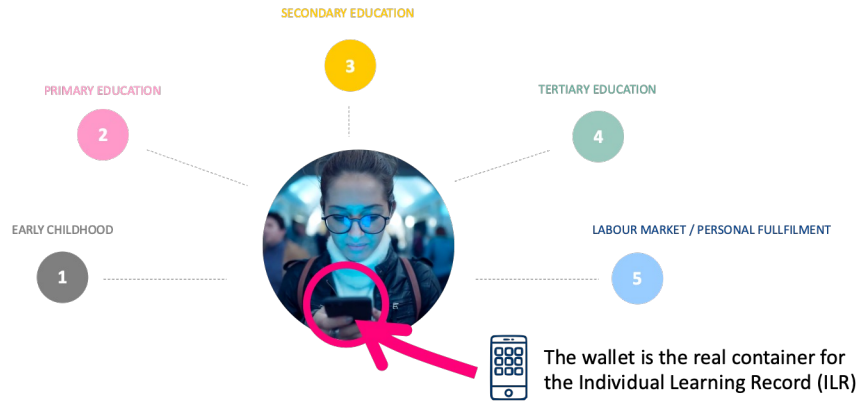 SECONDARY EDUCATION
3
PRIMARY EDUCATION
2
TERTIARY EDUCATION
4
EARLY CHILDHOOD
1
LABOUR MARKET / PERSONAL FULLFILMENT
5
The wallet is the real container for
the Individual Learning Record (ILR)